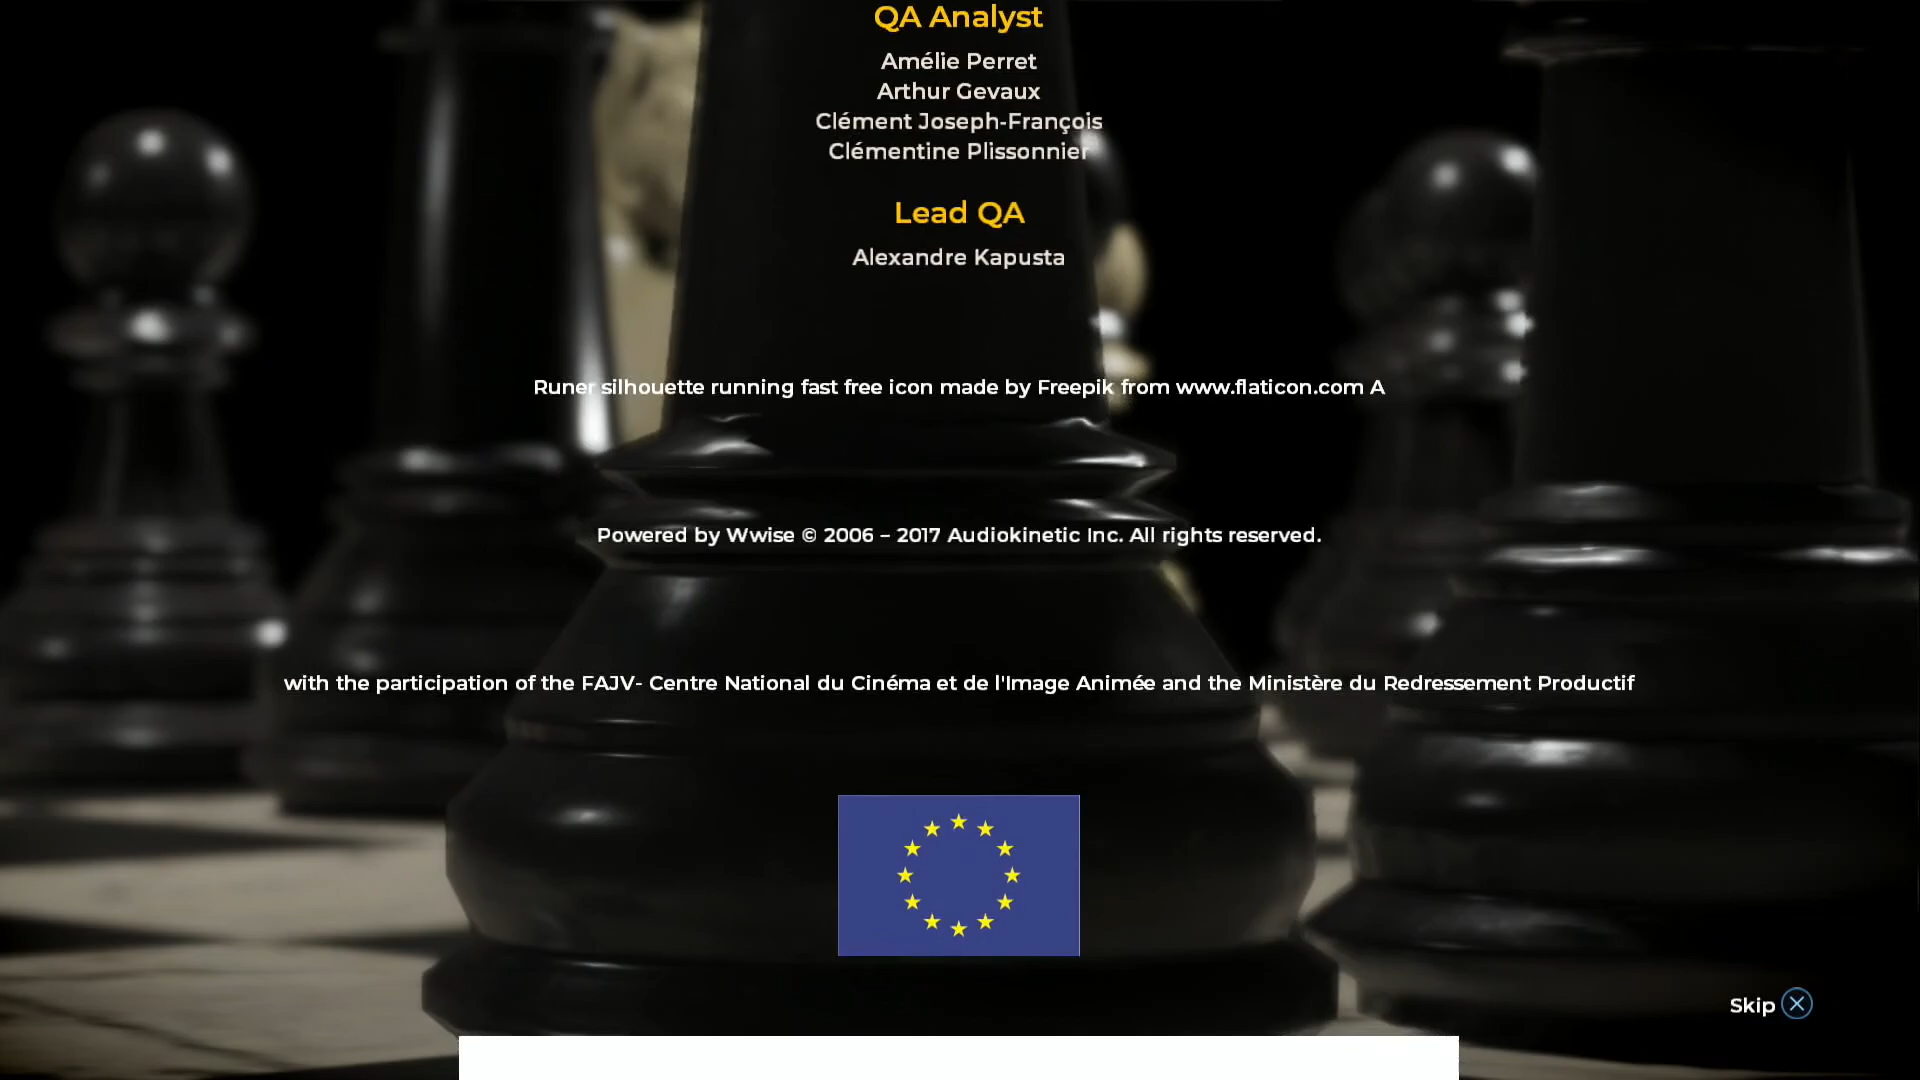 QA Analyst
Amélie Perret
Arthur Gevaux
Clément Joseph-François
Clémentine Plissonnier
Lead QA
Alexandre Kapusta
Runer silhouette running fast free icon made by Freepik from www.flaticon.com A
Powered by Wwise © 2006 – 2017 Audiokinetic Inc. All rights reserved.
with the participation of the FAJV- Centre National du Cinéma et de l'Image Animée and the Ministère du Redressement Productif
Skip